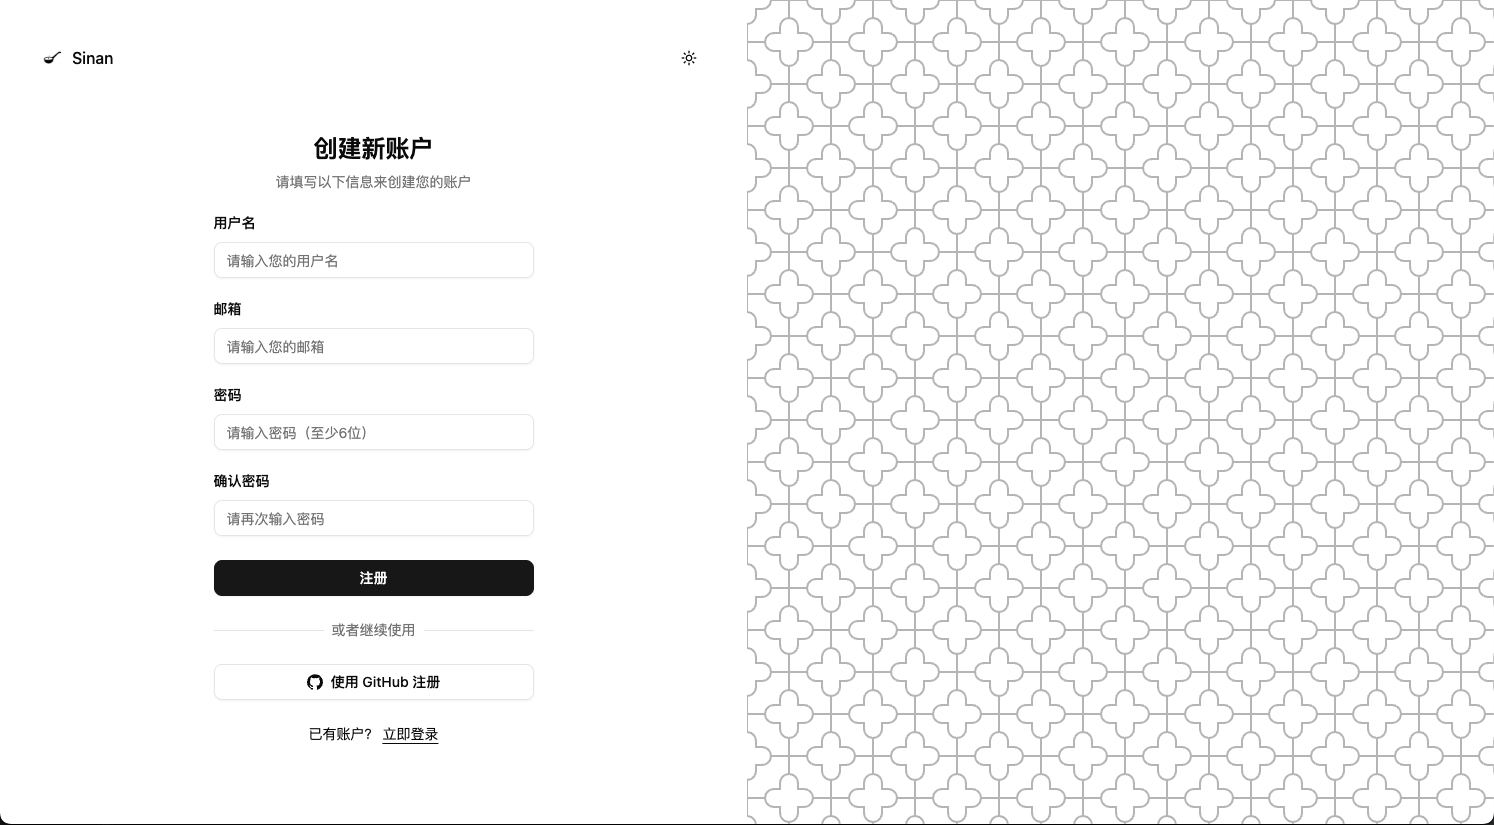 Sinan
创建新账户
请填写以下信息来创建您的账户
用户名
请输入您的用户名
邮箱
请输入您的邮箱
密码
请输入密码（至少6位）
确认密码
请再次输入密码
注册
或者继续使用
使用 GitHub 注册
已有账户? 立即登录